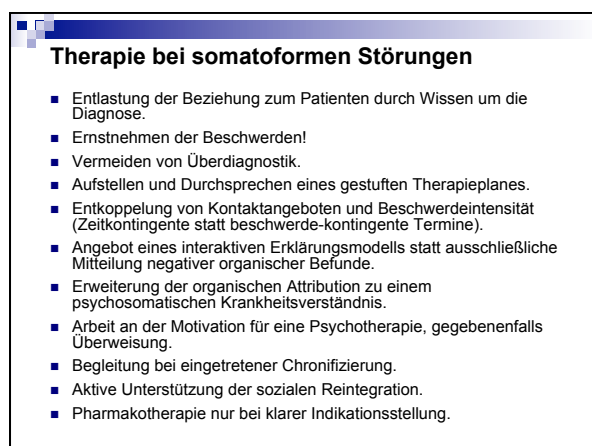 Therapie bei somatoformen Störungen
Entlastung der Beziehung zum Patienten durch Wissen um die
Diagnose.
Ernstnehmen der Beschwerden!
Vermeiden von Überdiagnostik.
Aufstellen und Durchsprechen eines gestuften Therapieplanes.
Entkoppelung von Kontaktangeboten und Beschwerdeintensität
(Zeitkontingente statt beschwerde-kontingente Termine).
Angebot eines interaktiven Erklärungsmodells statt ausschließliche
Mitteilung negativer organischer Befunde.
Erweiterung der organischen Attribution zu einem
psychosomatischen Krankheitsverständnis.
Arbeit an der Motivation für eine Psychotherapie, gegebenenfalls
Überweisung.
Begleitung bei eingetretener Chronifizierung.
Aktive Unterstützung der sozialen Reintegration.
Pharmakotherapie nur bei klarer Indikationsstellung.